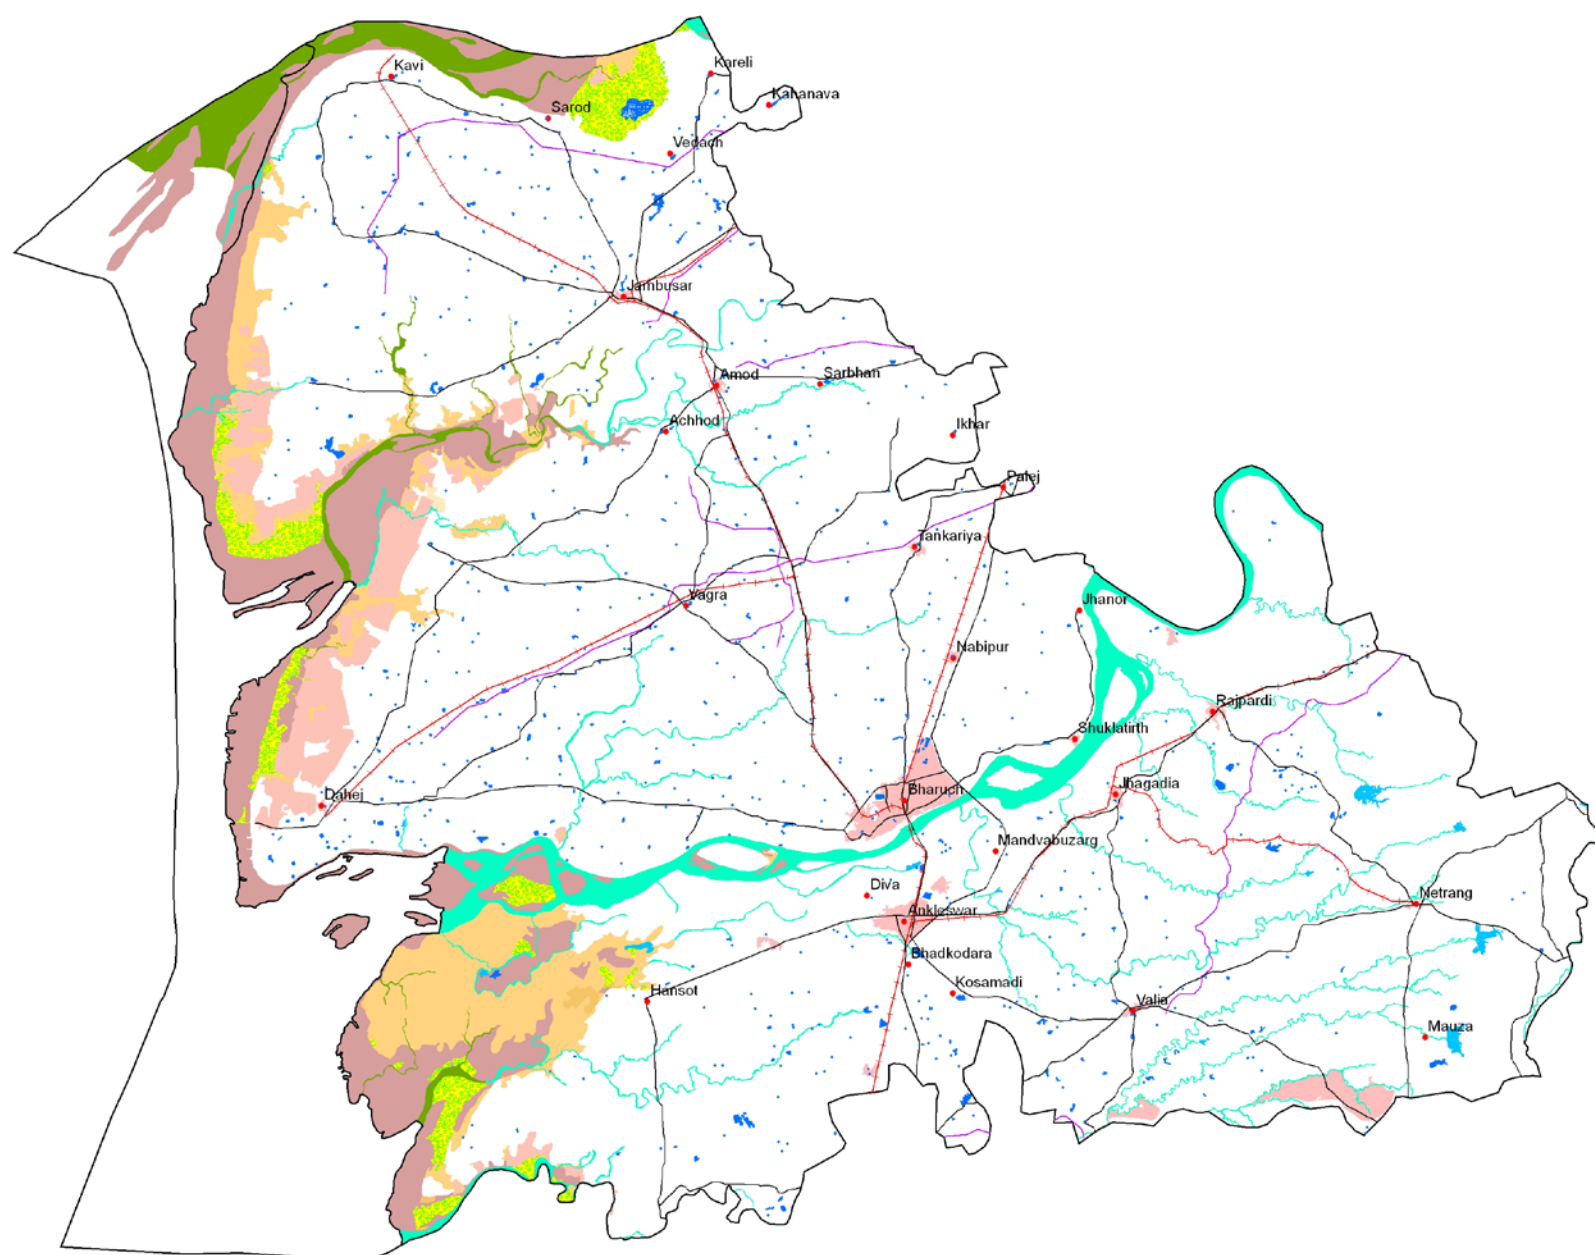 Kavi
Kareli
Kahanava
Sarod
Vedach
Jambusar
Amod
Sarbhan
Achhod
Ikhar
Palej
Tankariya
Vagra
Jhanor
Nabipur
Rajpardi
Shuklatirth
Dahej
Bharuch
Jhagadia
Mandvabuzarg
Diva
Netrang
Ankleswar
Bhadkodara
Hansot
Kosamadi
Valia
Mauza